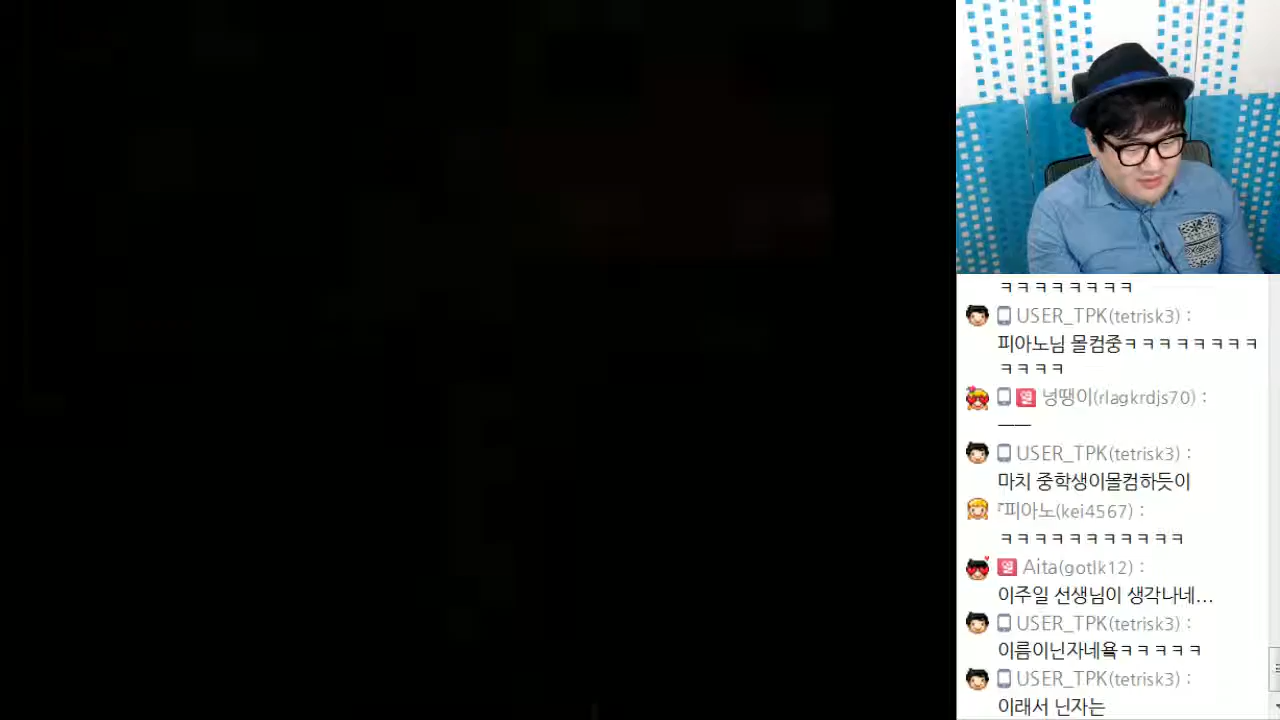 ㅋㅋㅋㅋㅋㅋㅋㅋ
USER_TPK(tetrisk3) :
피아노님 몰컴중ㅋㅋㅋㅋㅋㅋㅋㅋ
ㅋㅋㅋㅋ
열 넝땡이(rlagkrdjs70) :
ㅡㅡ
USER_TPK(tetrisk3) :
마치 중학생이몰컴하듯이
『피아노(kei4567) :
ㅋㅋㅋㅋㅋㅋㅋㅋㅋㅋㅋ
열 Aita(gotlk12) :
이주일 선생님이 생각나네...
USER_TPK(tetrisk3) :
이름이닌자네욬ㅋㅋㅋㅋㅋ
USER_TPK(tetrisk3) :
이래서 닌자는